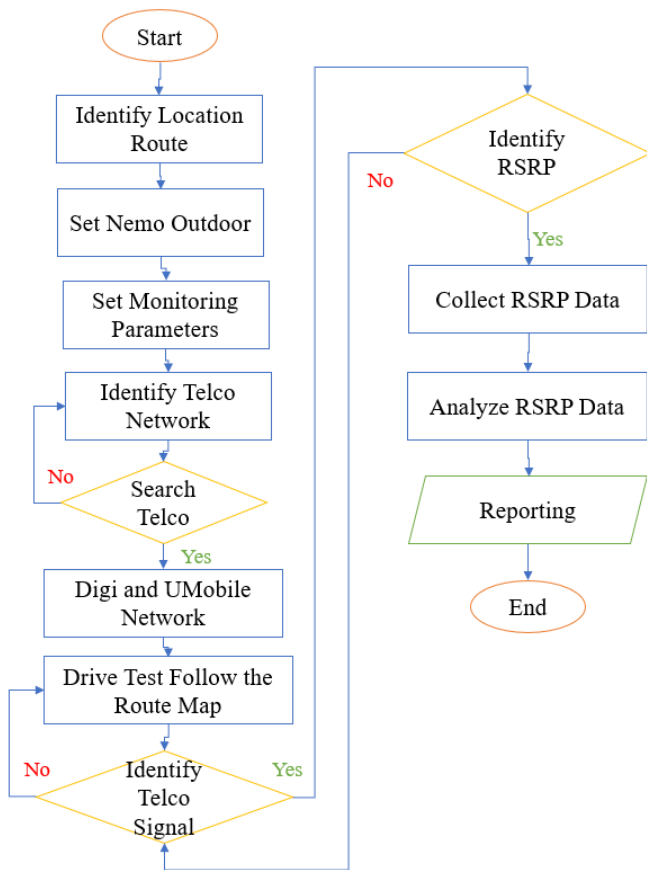 Start
Identify Location
Route
Set Nemo Outdoor
Set Monitoring
Parameters
Identify Telco
Network
No
Search
Telco
Yes
Digi and UMobile
Network
Drive Test Follow the
Route Map
No
Identify
Telco
Signal
Yes
Identify
RSRP
No
Yes
Collect RSRP Data
Analyze RSRP Data
Reporting
End